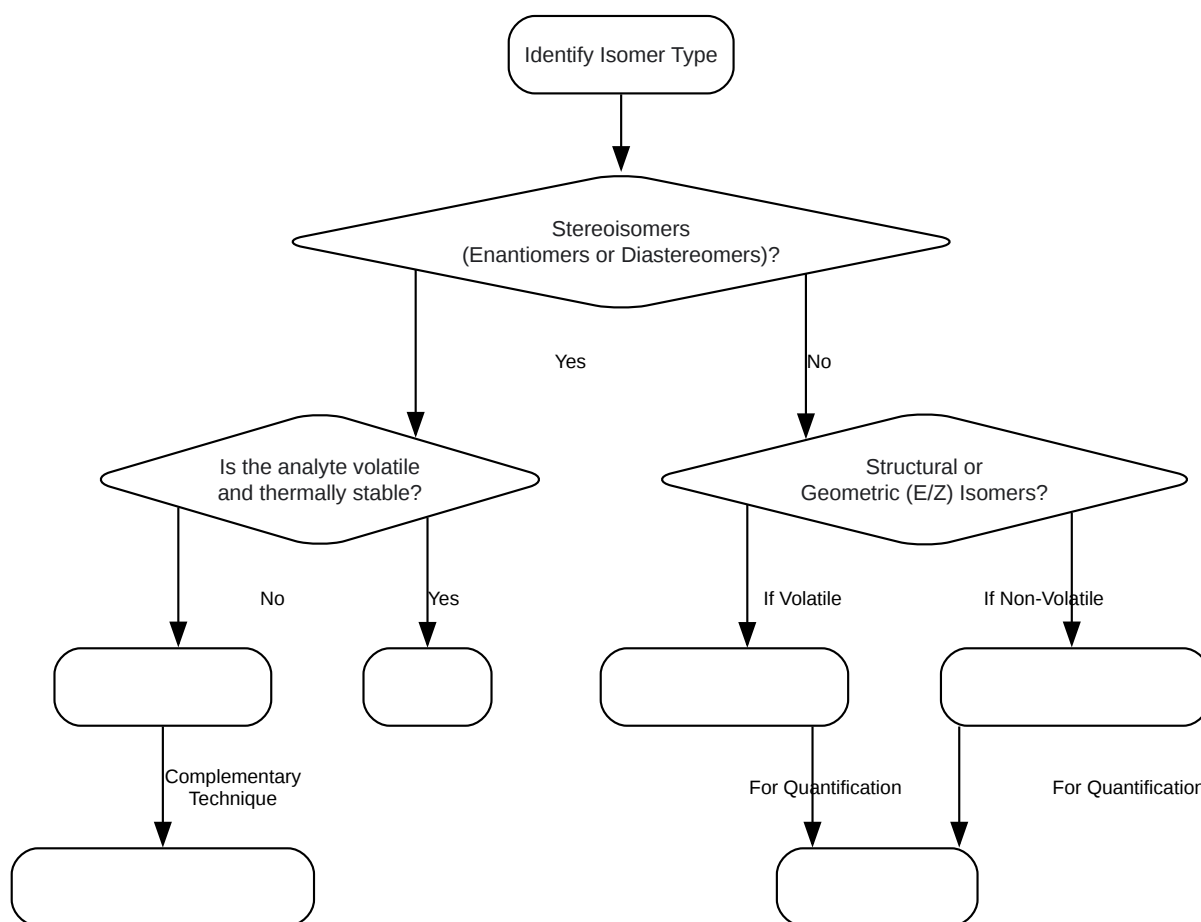 Identify Isomer Type
Stereoisomers
(Enantiomers or Diastereomers)?
Yes
No
Is the analyte volatile
and thermally stable?
Structural or
Geometric (E/Z) Isomers?
No
Yes
If Volatile
If Non-Volatile
Complementary
Technique
For Quantification
For Quantification